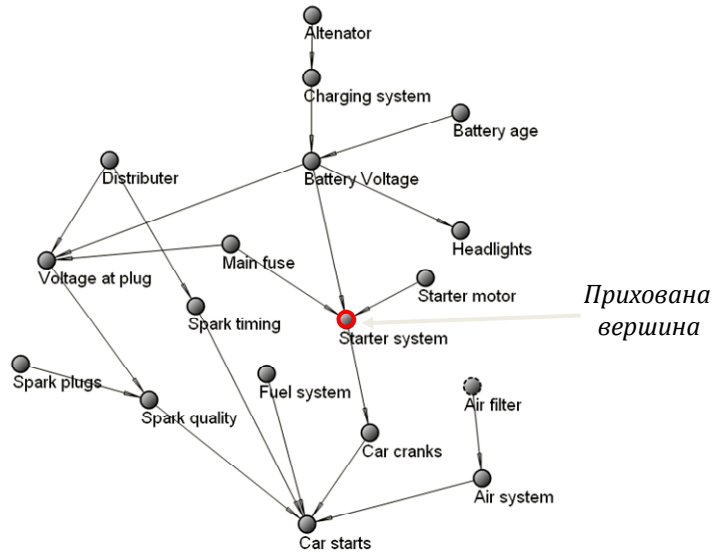 Altenator
Charging system
Battery age
Distributer
Battery Voltage
Headlights
Main fuse
Voltage at plug
Starter motor
Прихована
вершина
Spark timing
Starter system
Spark plugs
Fuel system
Air filter
Spark quality
Car cranks
Air system
Car starts